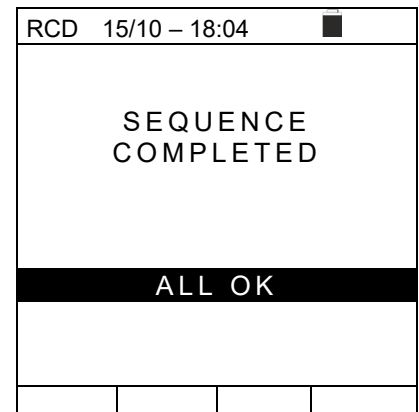 RCD 15/10 – 18:04
SEQUENCE
COMPLETED
ALL OK